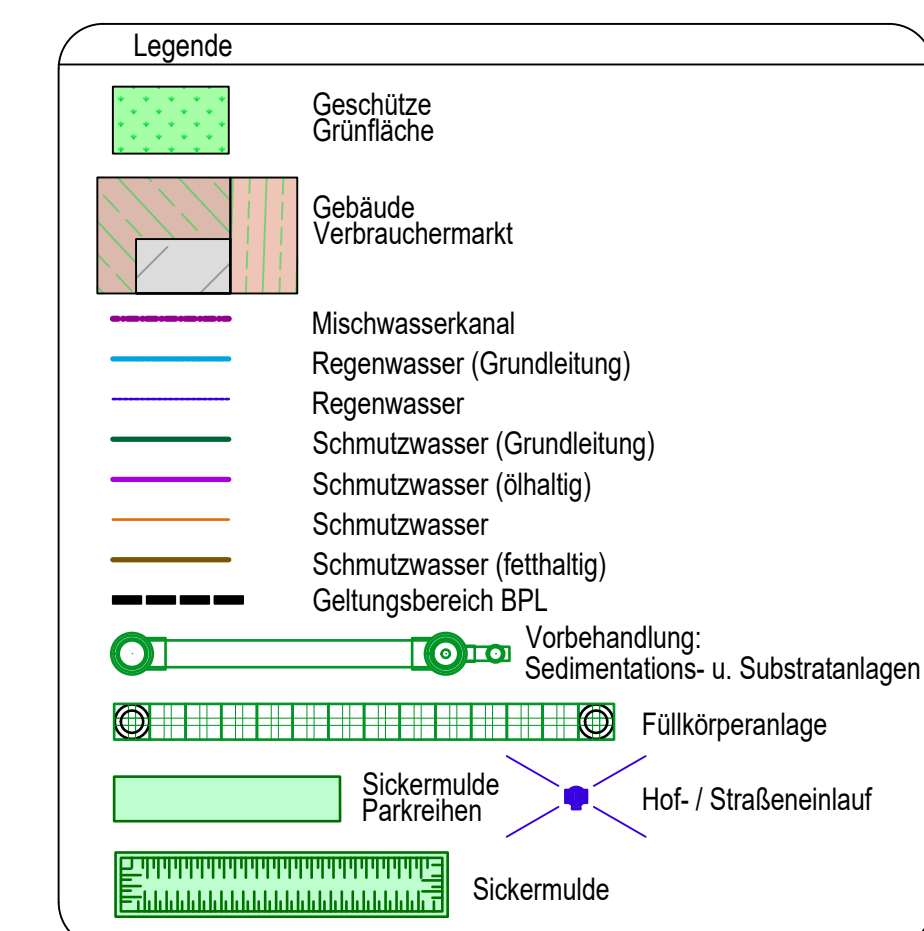 Legende
Geschütze
Grünfläche
Gebäude
Verbrauchermarkt
Mischwasserkanal
Regenwasser (Grundleitung)
Regenwasser
Schmutzwasser (Grundleitung)
Schmutzwasser (ölhaltig)
Schmutzwasser
Schmutzwasser (fetthaltig)
Geltungsbereich BPL
Vorbehandlung:
Sedimentations- u. Substratanlagen
Füllkörperanlage
Sickermulde
Parkreihen
Hof- / Straßeneinlauf
Sickermulde